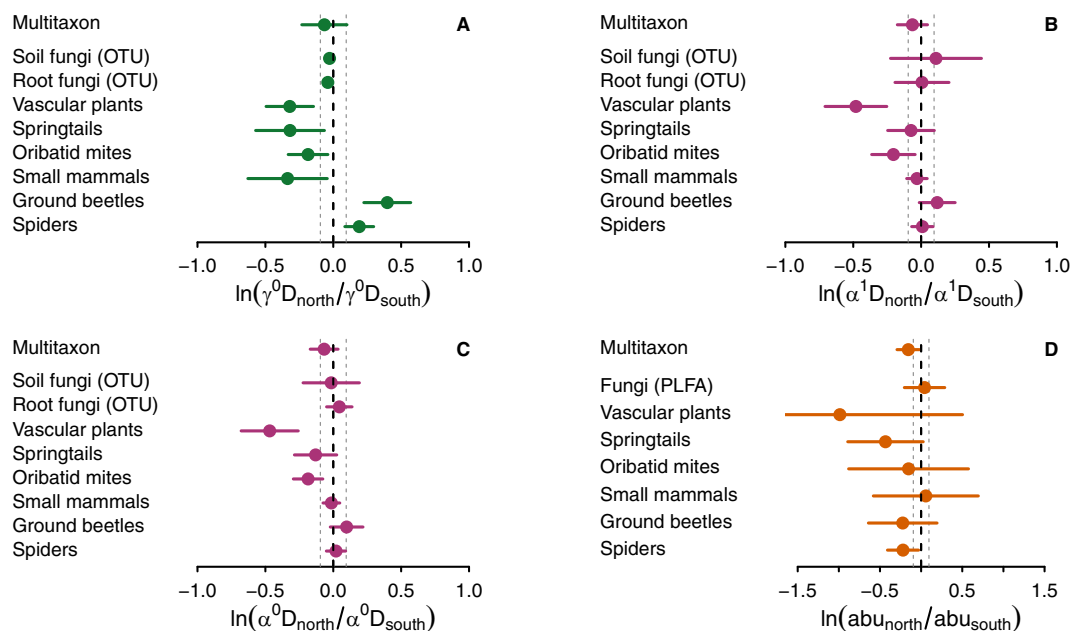 Multitaxon
A
Soil fungi (OTU)
Root fungi (OTU)
Vascular plants
Springtails
Oribatid mites
Small mammals
Ground beetles
Spiders
−1.0 −0.5 0.0 0.5 1.0
ln(γ⁰D_north/γ⁰D_south)
Multitaxon
B
Soil fungi (OTU)
Root fungi (OTU)
Vascular plants
Springtails
Oribatid mites
Small mammals
Ground beetles
Spiders
−1.0 −0.5 0.0 0.5 1.0
ln(α¹D_north/α¹D_south)
Multitaxon
C
Soil fungi (OTU)
Root fungi (OTU)
Vascular plants
Springtails
Oribatid mites
Small mammals
Ground beetles
Spiders
−1.0 −0.5 0.0 0.5 1.0
ln(α⁰D_north/α⁰D_south)
Multitaxon
D
Fungi (PLFA)
Vascular plants
Springtails
Oribatid mites
Small mammals
Ground beetles
Spiders
−1.5 −0.5 0.0 0.5 1.5
ln(abu_north/abu_south)